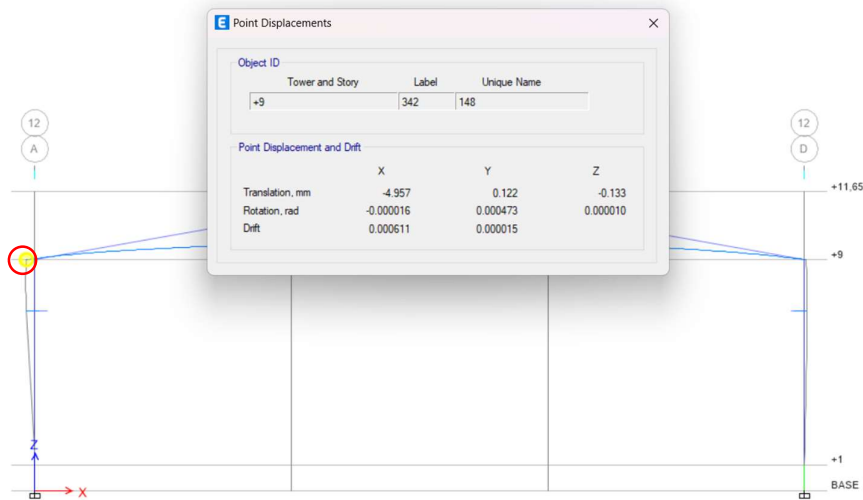 E Point Displacements
Object ID
Tower and Story Label Unique Name
+9 342 148
Point Displacement and Drift
X Y Z
Translation, mm -4.957 0.122 -0.133
Rotation, rad -0.000016 0.000473 0.000010
Drift 0.000611 0.000015
12 12
A D
+11,65
+9
Z
X
+1
BASE